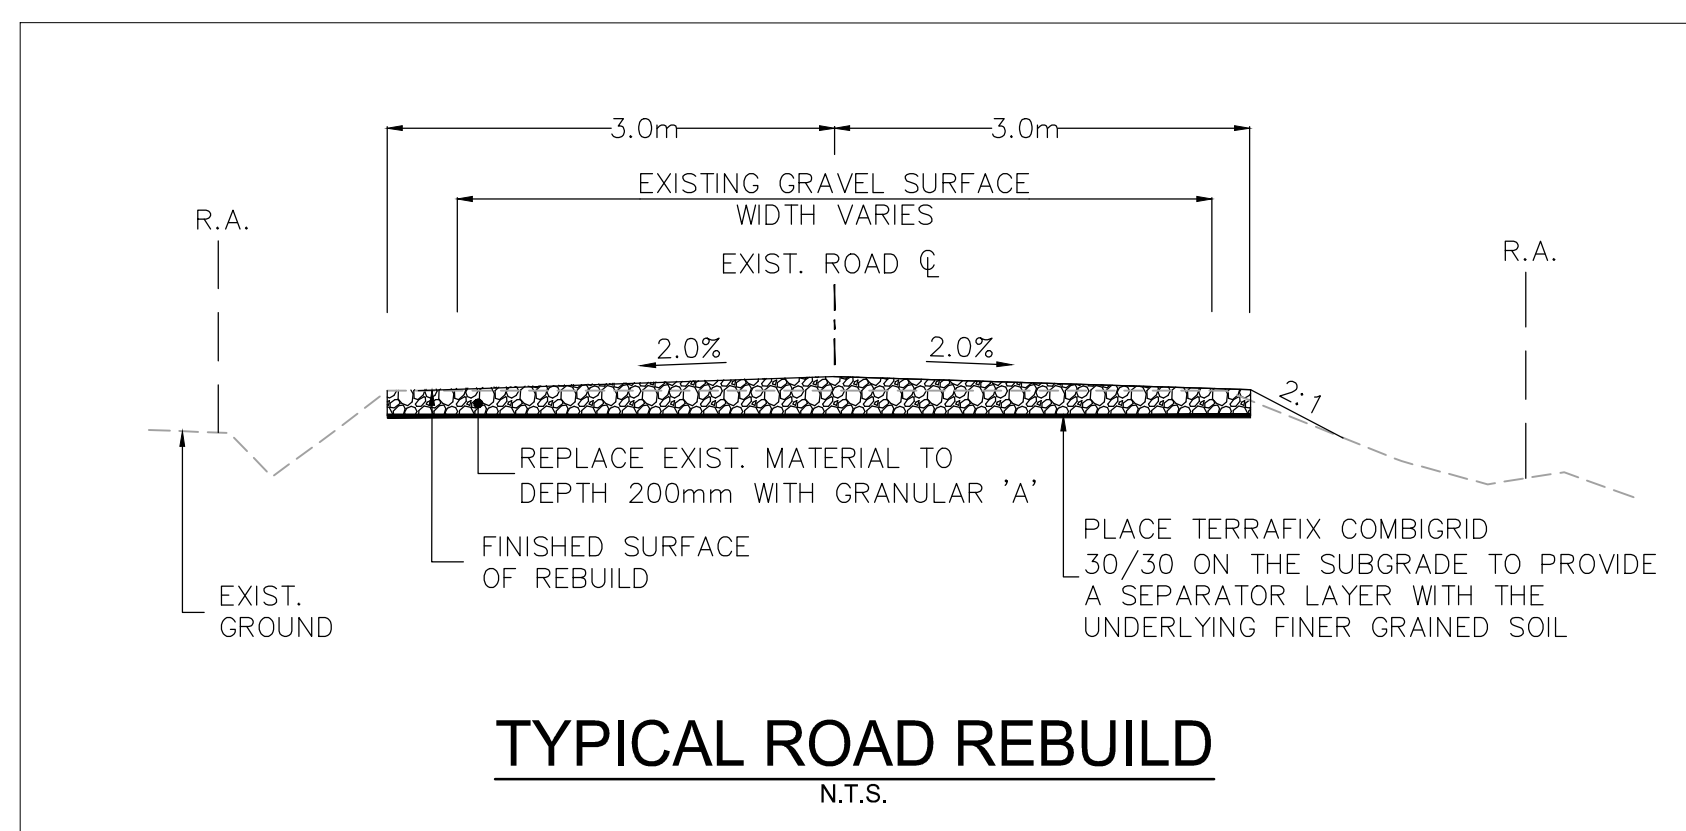 3.0m
3.0m
EXISTING GRAVEL SURFACE
WIDTH VARIES
R.A.
EXIST. ROAD ℄
R.A.
2.0%
2.0%
2:1
REPLACE EXIST. MATERIAL TO
DEPTH 200mm WITH GRANULAR 'A'
FINISHED SURFACE
OF REBUILD
EXIST.
GROUND
PLACE TERRAFIX COMBIGRID
30/30 ON THE SUBGRADE TO PROVIDE
A SEPARATOR LAYER WITH THE
UNDERLYING FINER GRAINED SOIL
TYPICAL ROAD REBUILD
N.T.S.